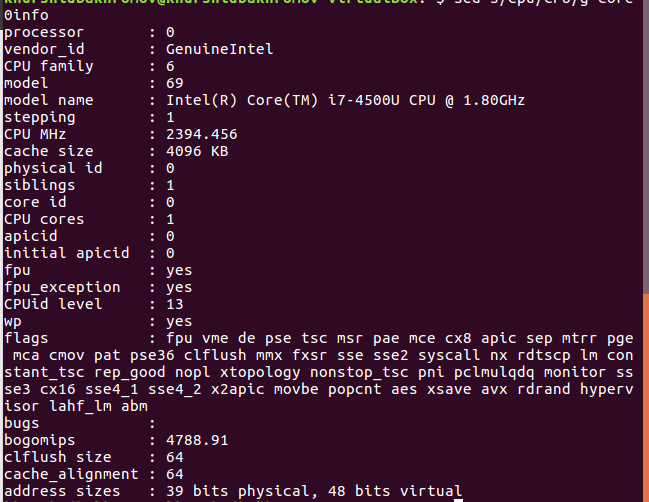 0info
processor : 0
vendor_id : GenuineIntel
CPU family : 6
model : 69
model name : Intel(R) Core(TM) i7-4500U CPU @ 1.80GHz
stepping : 1
CPU MHz : 2394.456
cache size : 4096 KB
physical id : 0
siblings : 1
core id : 0
CPU cores : 1
apicid : 0
initial apicid : 0
fpu : yes
fpu_exception : yes
CPUid level : 13
wp : yes
flags : fpu vme de pse tsc msr pae mce cx8 apic sep mtrr pge
mca cmov pat pse36 clflush mmx fxsr sse sse2 syscall nx rdtscp lm con
stant_tsc rep_good nopl xtopology nonstop_tsc pni pclmulqdq monitor ss
se3 cx16 sse4_1 sse4_2 x2apic movbe popcnt aes xsave avx rdrand hyperv
isor lahf_lm abm
bugs :
bogomips : 4788.91
clflush size : 64
cache_alignment : 64
address sizes : 39 bits physical, 48 bits virtual